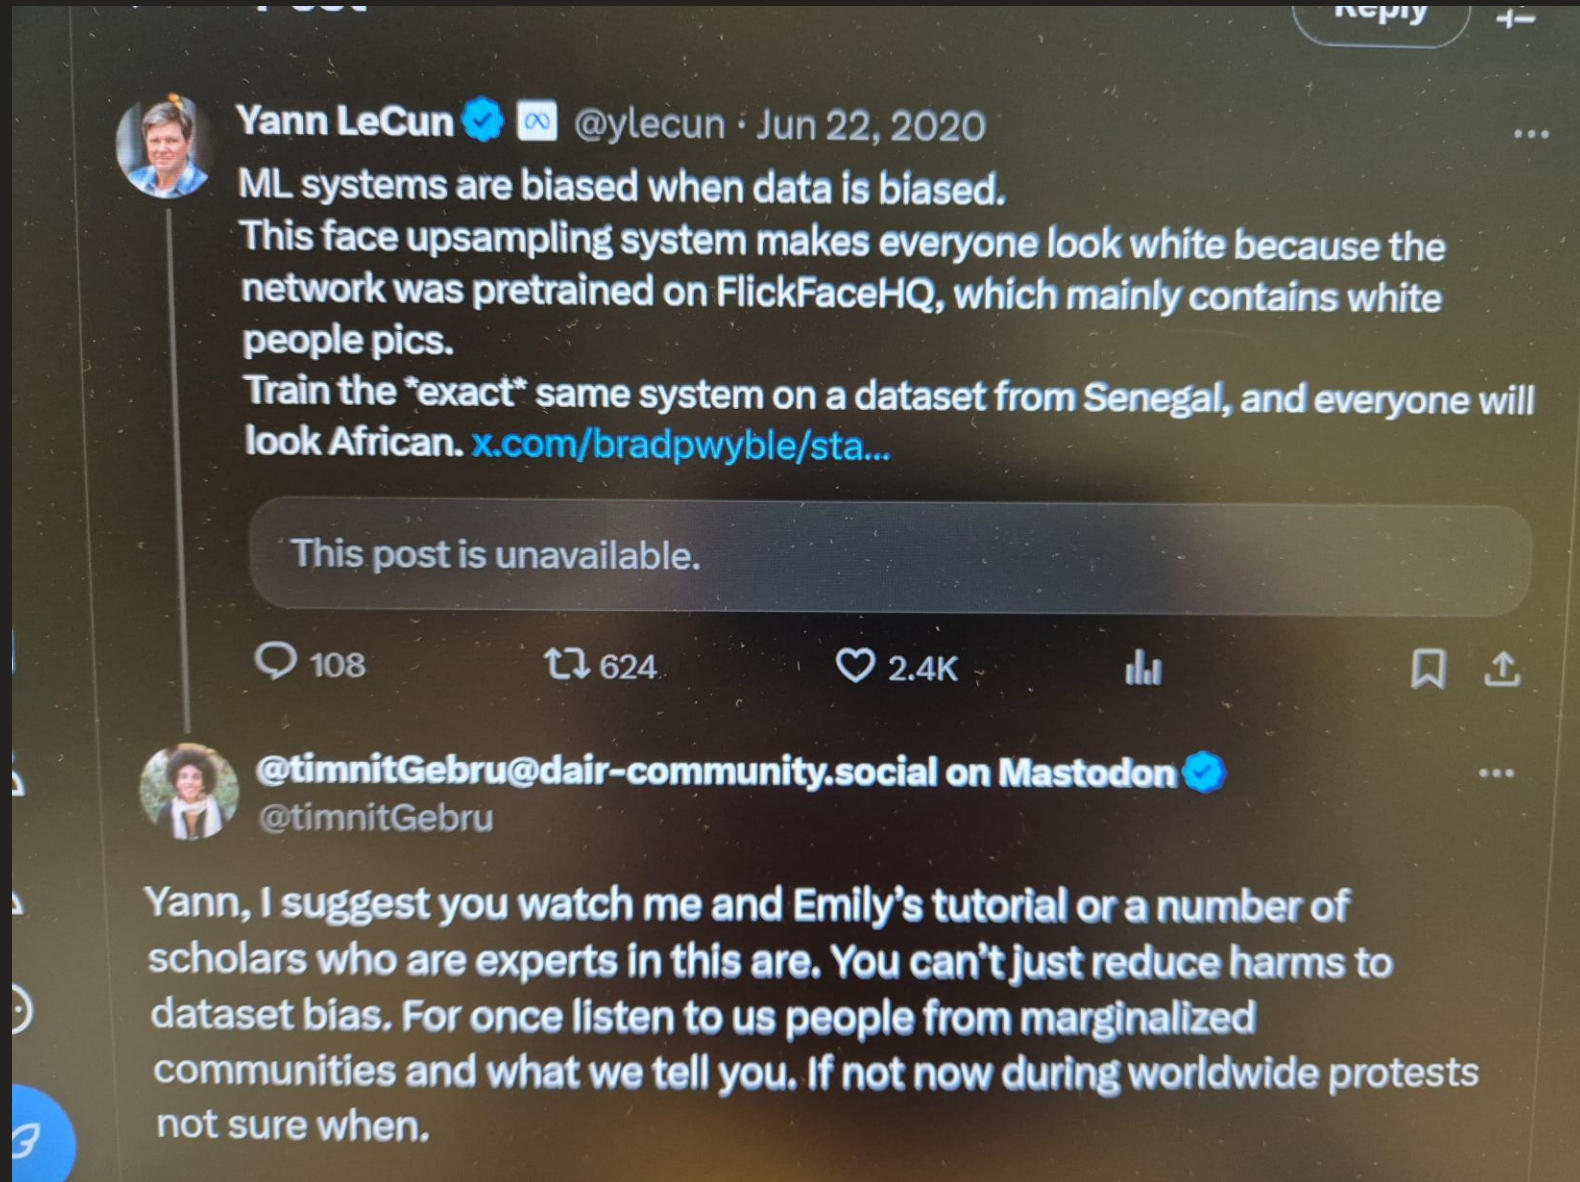 Post
Reply
Yann LeCun @ylecun · Jun 22, 2020
ML systems are biased when data is biased.
This face upsampling system makes everyone look white because the
network was pretrained on FlickFaceHQ, which mainly contains white
people pics.
Train the *exact* same system on a dataset from Senegal, and everyone will
look African. x.com/bradpwyble/sta...
This post is unavailable.
108 624 2.4K
@timnitGebru@dair-community.social on Mastodon
@timnitGebru
Yann, I suggest you watch me and Emily's tutorial or a number of
scholars who are experts in this are. You can't just reduce harms to
dataset bias. For once listen to us people from marginalized
communities and what we tell you. If not now during worldwide protests
not sure when.